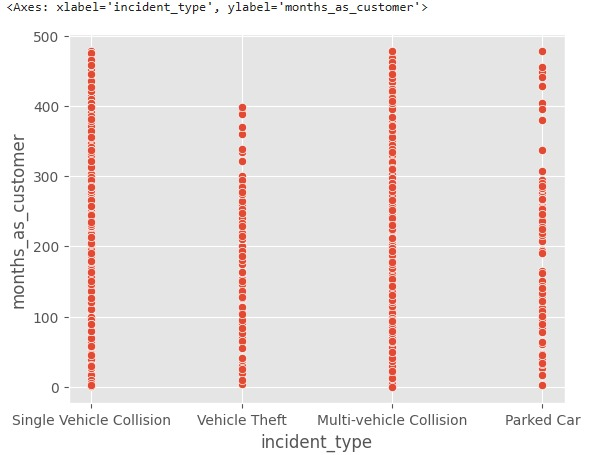 <Axes: xlabel='incident_type', ylabel='months_as_customer'>
500
400
300
200
100
0
months_as_customer
Single Vehicle Collision Vehicle Theft Multi-vehicle Collision Parked Car
incident_type